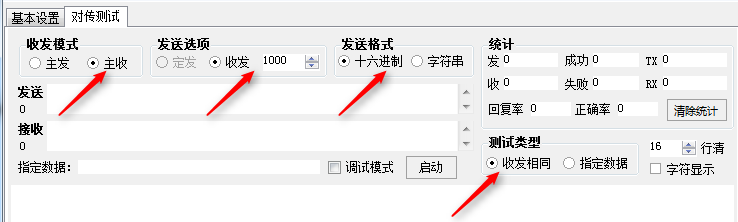 基本设置 对传测试
收发模式 发送选项 发送格式 统计
主发 主收 定发 收发 1000 十六进制 字符串
发 0 成功 0 TX 0
收 0 失败 0 RX 0
回复率 0 正确率 0 清除统计
发送
0
接收
0
指定数据: 调试模式 启动
测试类型
收发相同 指定数据
16 行清
字符显示